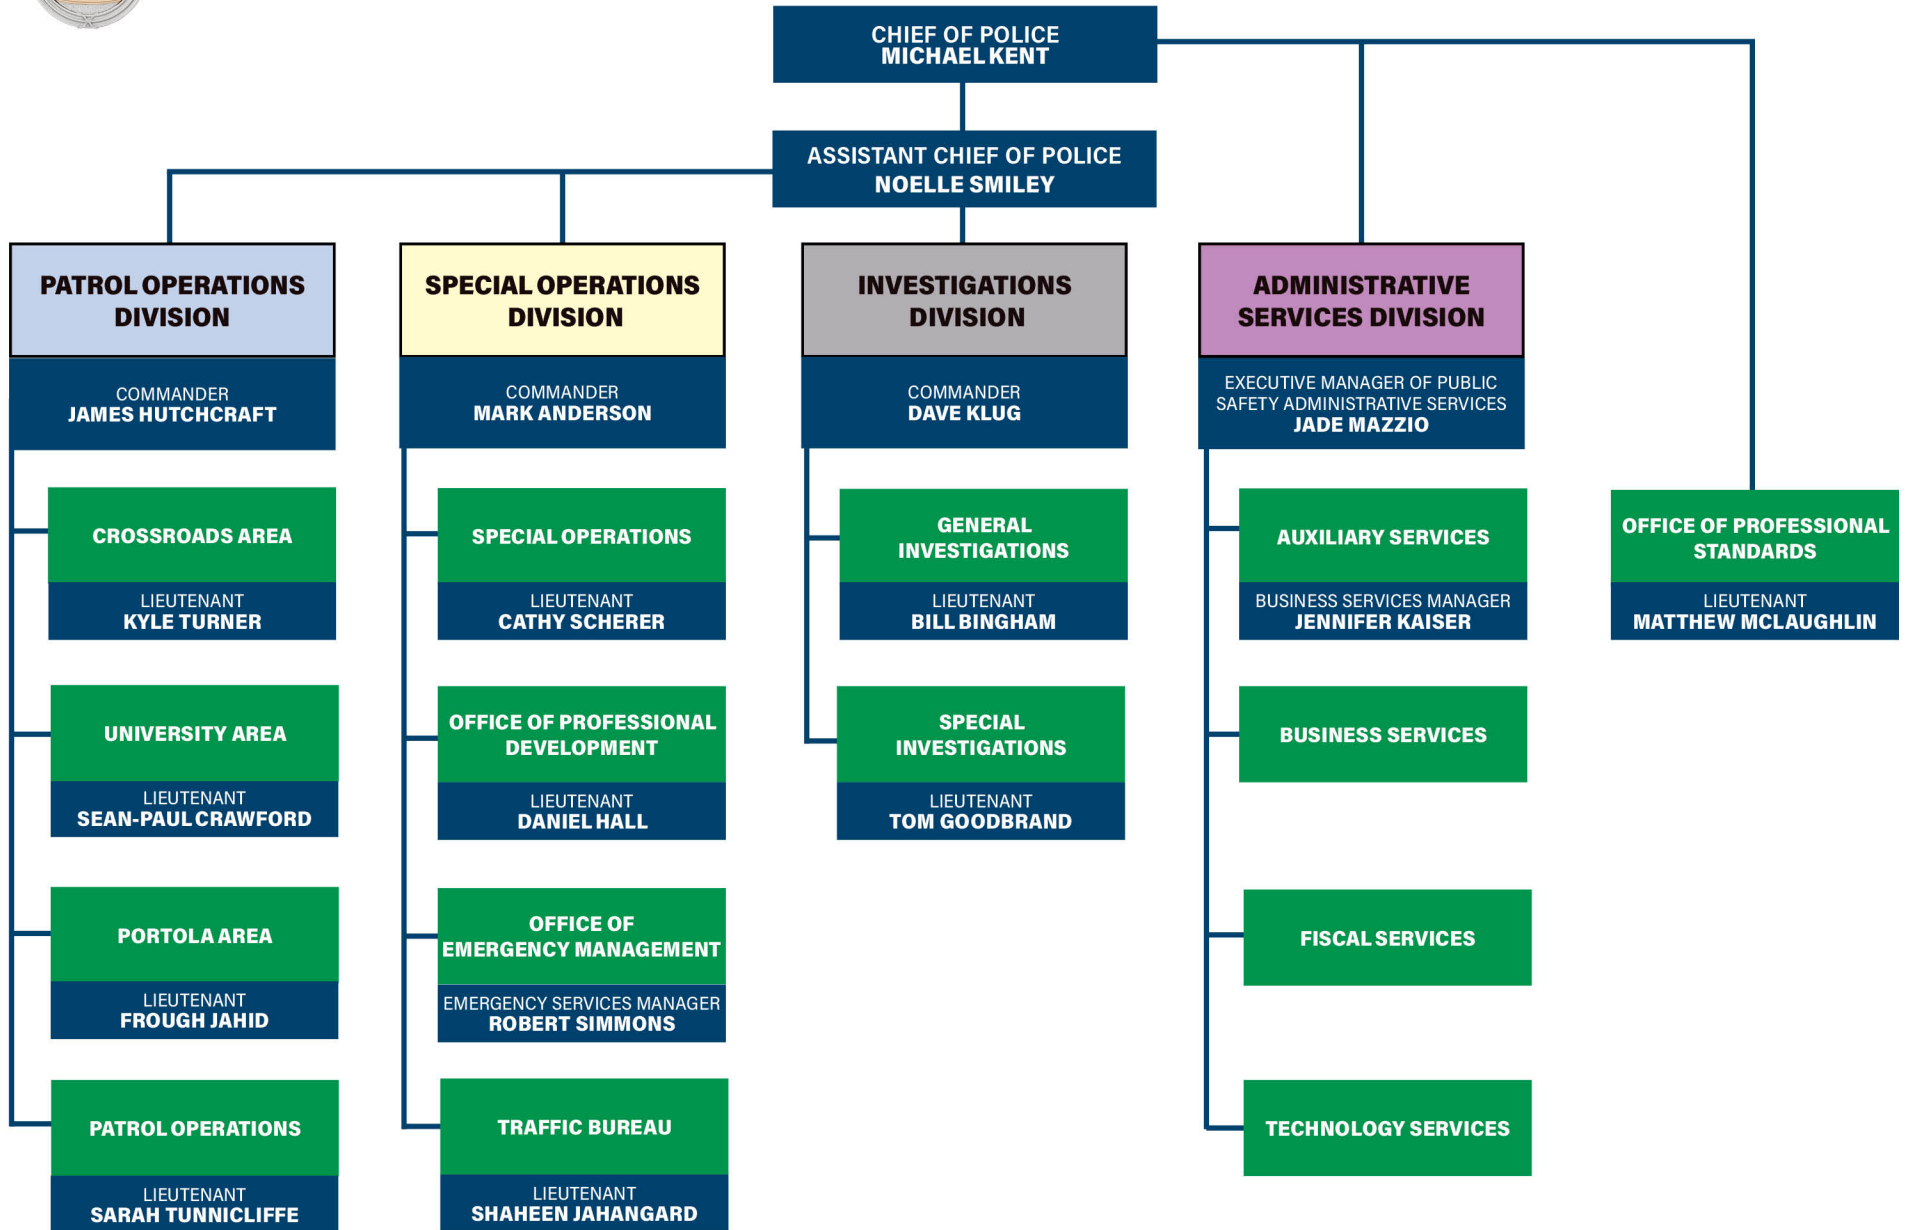 CHIEF OF POLICE
MICHAEL KENT
ASSISTANT CHIEF OF POLICE
NOELLE SMILEY
PATROL OPERATIONS
DIVISION
COMMANDER
JAMES HUTCHCRAFT
CROSSROADS AREA
LIEUTENANT
KYLE TURNER
UNIVERSITY AREA
LIEUTENANT
SEAN-PAUL CRAWFORD
PORTOLA AREA
LIEUTENANT
FROUGH JAHID
PATROL OPERATIONS
LIEUTENANT
SARAH TUNNICLIFFE
SPECIAL OPERATIONS
DIVISION
COMMANDER
MARK ANDERSON
SPECIAL OPERATIONS
LIEUTENANT
CATHY SCHERER
OFFICE OF PROFESSIONAL
DEVELOPMENT
LIEUTENANT
DANIEL HALL
OFFICE OF
EMERGENCY MANAGEMENT
EMERGENCY SERVICES MANAGER
ROBERT SIMMONS
TRAFFIC BUREAU
LIEUTENANT
SHAHEEN JAHANGARD
INVESTIGATIONS
DIVISION
COMMANDER
DAVE KLUG
GENERAL
INVESTIGATIONS
LIEUTENANT
BILL BINGHAM
SPECIAL
INVESTIGATIONS
LIEUTENANT
TOM GOODBRAND
ADMINISTRATIVE
SERVICES DIVISION
EXECUTIVE MANAGER OF PUBLIC
SAFETY ADMINISTRATIVE SERVICES
JADE MAZZIO
AUXILIARY SERVICES
BUSINESS SERVICES MANAGER
JENNIFER KAISER
BUSINESS SERVICES
FISCAL SERVICES
TECHNOLOGY SERVICES
OFFICE OF PROFESSIONAL
STANDARDS
LIEUTENANT
MATTHEW MCLAUGHLIN